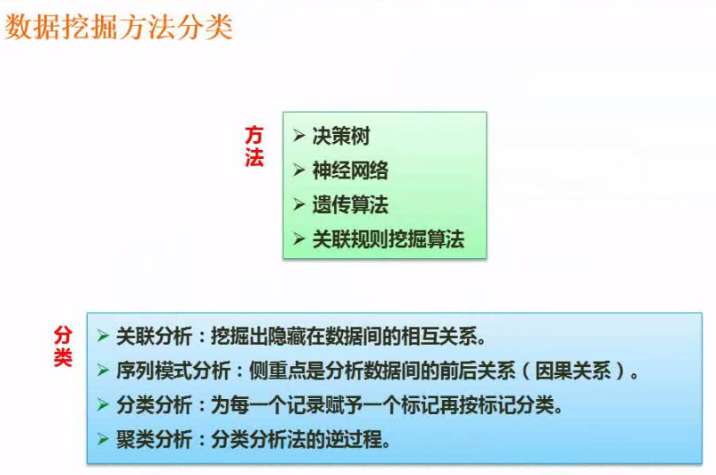 数据挖掘方法分类
方法
➢ 决策树
➢ 神经网络
➢ 遗传算法
➢ 关联规则挖掘算法
分类
➢ 关联分析：挖掘出隐藏在数据间的相互关系。
➢ 序列模式分析：侧重点是分析数据间的前后关系（因果关系）。
➢ 分类分析：为每一个记录赋予一个标记再按标记分类。
➢ 聚类分析：分类分析法的逆过程。